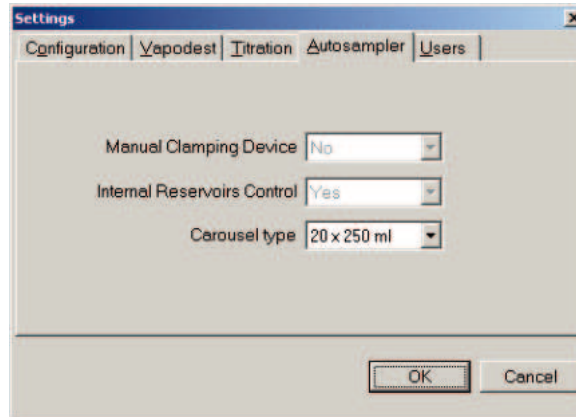 Settings
Configuration Vapodest Titration Autosampler Users
Manual Clamping Device No
Internal Reservoirs Control Yes
Carousel type 20 x 250 ml
OK Cancel